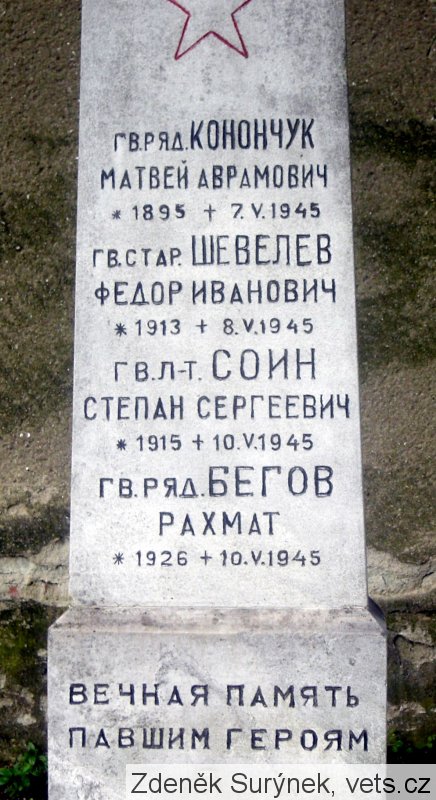 ГВ.РЯД.КОНОНЧУК
МАТВЕЙ АВРАМОВИЧ
* 1895 + 7.V.1945
ГВ.СТАР. ШЕВЕЛЕВ
ФЕДОР ИВАНОВИЧ
* 1913 + 8.V.1945
ГВ.Л-Т. СОИН
СТЕПАН СЕРГЕЕВИЧ
* 1915 + 10.V.1945
ГВ.РЯД.БЕГОВ
РАХМАТ
* 1926 + 10.V.1945
ВЕЧНАЯ ПАМЯТЬ
ПАВШИМ ГЕРОЯМ
Zdeněk Surýnek, vets.cz